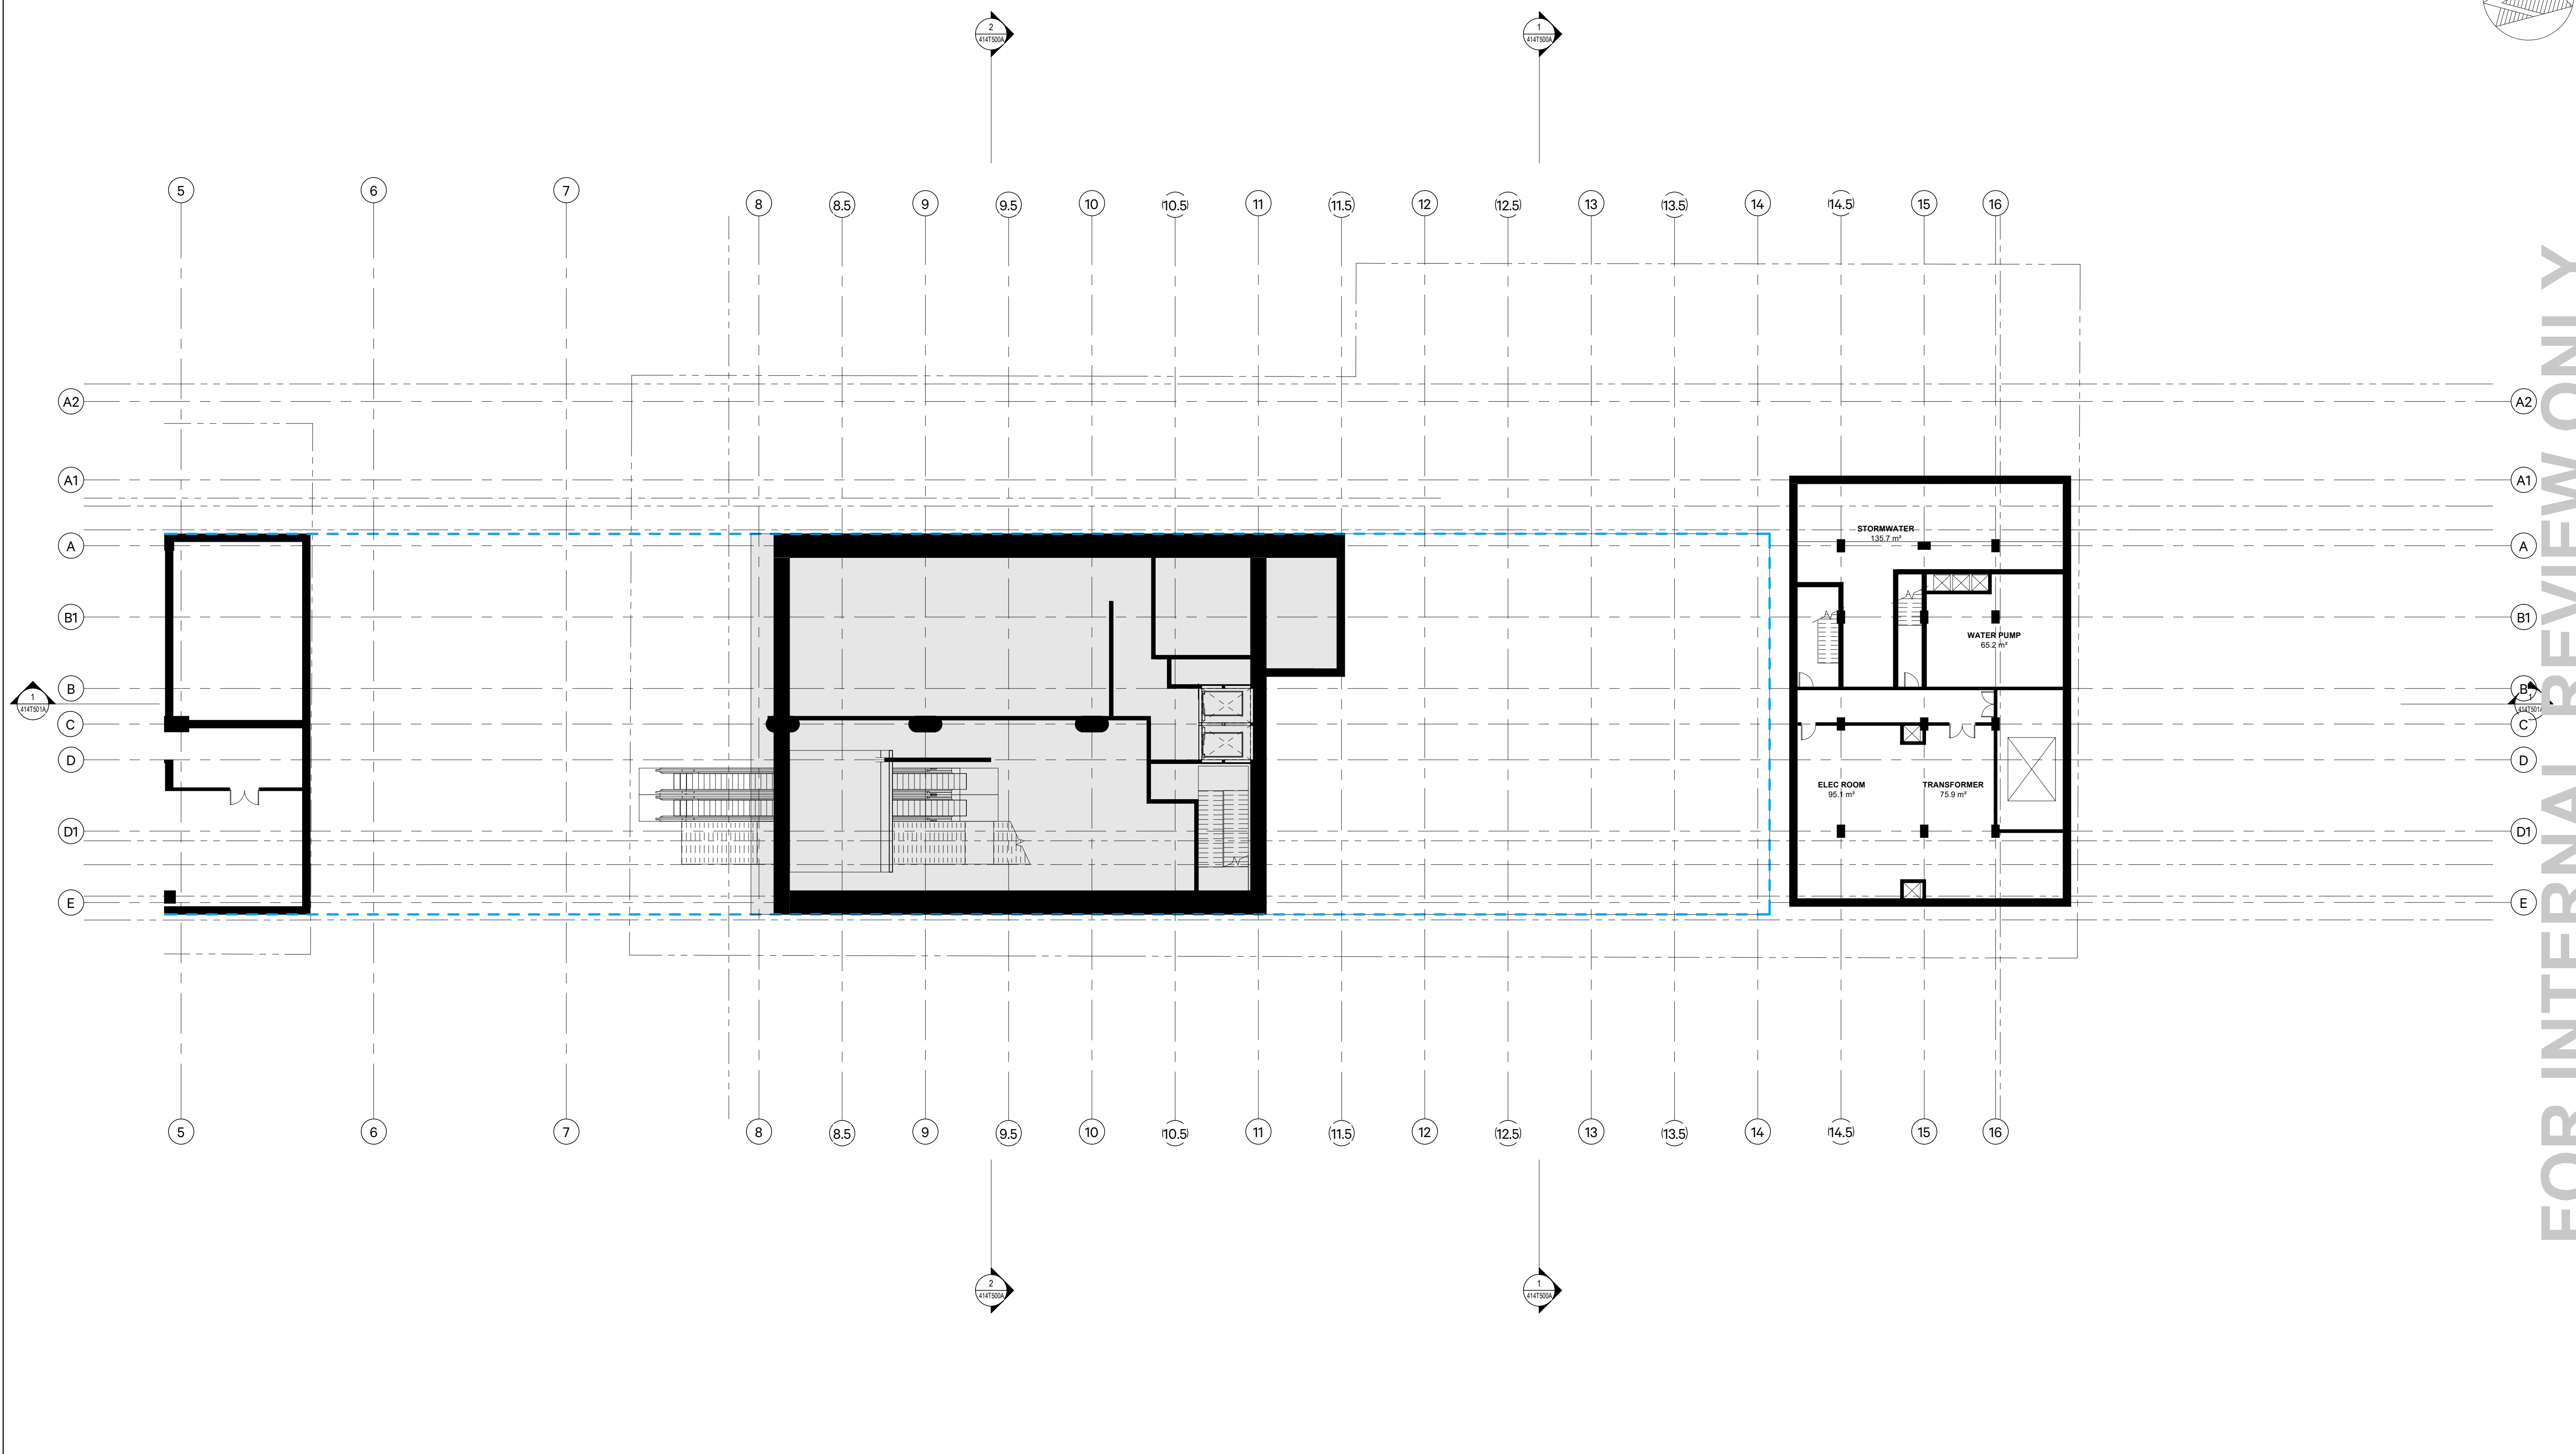 2
414T500A
1
414T500A
5
6
7
8
8.5
9
9.5
10
(10.5)
11
(11.5)
12
(12.5)
13
(13.5)
14
(14.5)
15
16
A2
A2
A1
A1
A
A
B1
B1
B
B
1
414T501A
1
414T501A
C
C
D
D
D1
D1
E
E
STORMWATER
135.7 m²
WATER PUMP
65.2 m²
ELEC ROOM
95.1 m²
TRANSFORMER
75.9 m²
5
6
7
8
8.5
9
9.5
10
(10.5)
11
(11.5)
12
(12.5)
13
(13.5)
14
(14.5)
15
16
2
414T500A
1
414T500A
FOR INTERNAL REVIEW ONLY